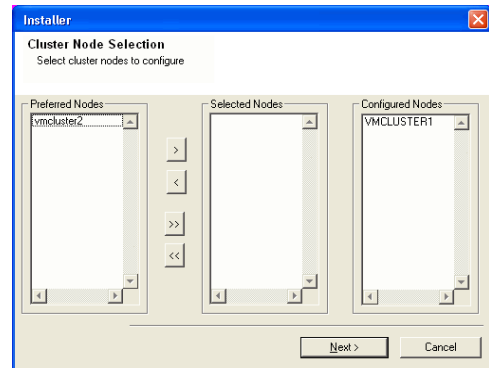 Installer
Cluster Node Selection
Select cluster nodes to configure
Preferred Nodes
vmcluster2
>
<
>>
<<
Selected Nodes
Configured Nodes
VMCLUSTER1
Next >
Cancel